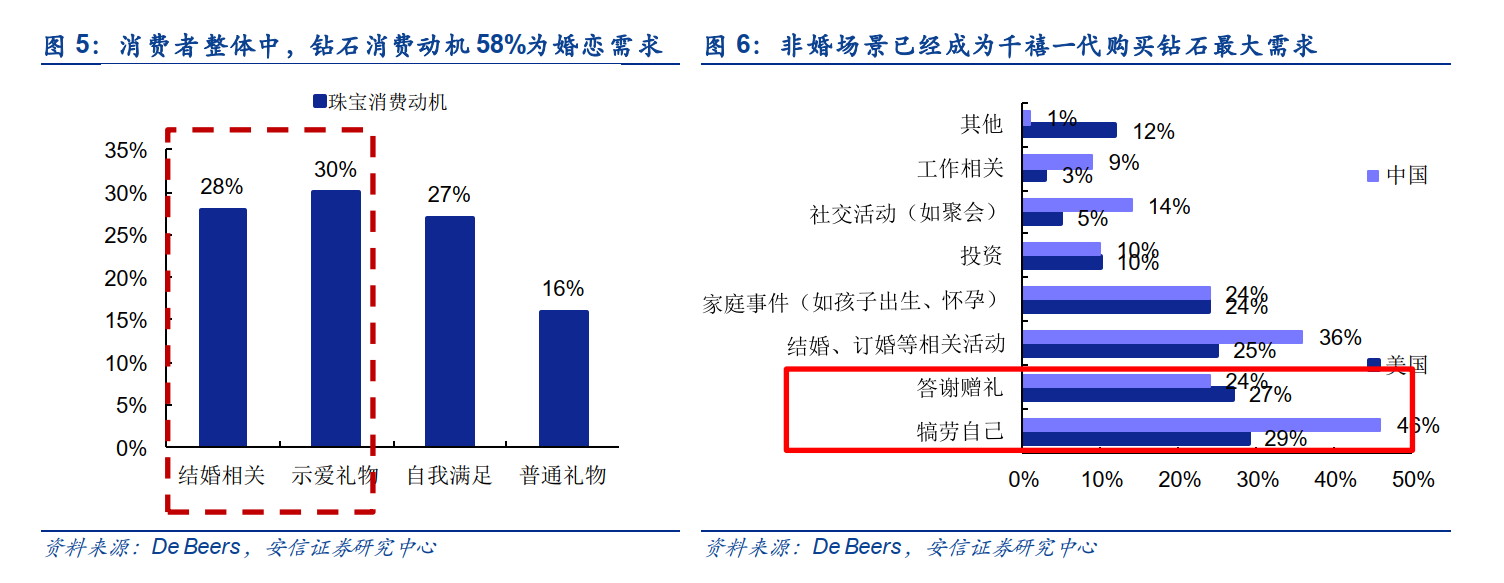 图 5：消费者整体中，钻石消费动机 58%为婚恋需求
珠宝消费动机
35%
30%
25%
20%
15%
10%
5%
0%
28%
30%
27%
16%
结婚相关
示爱礼物
自我满足
普通礼物
资料来源：De Beers，安信证券研究中心
图 6：非婚场景已经成为千禧一代购买钻石最大需求
其他
1%
12%
工作相关
9%
3%
中国
社交活动（如聚会）
14%
5%
投资
10%
10%
家庭事件（如孩子出生、怀孕）
24%
24%
结婚、订婚等相关活动
36%
25%
美国
答谢赠礼
24%
27%
犒劳自己
46%
29%
0%
10%
20%
30%
40%
50%
资料来源：De Beers，安信证券研究中心